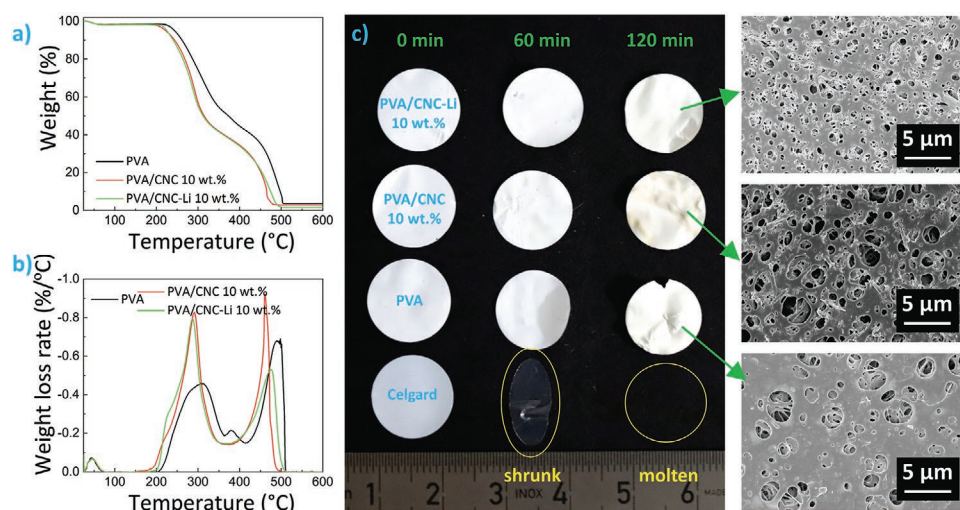 a)
Weight (%)
100
80
60
40
20
0
PVA
PVA/CNC 10 wt.%
PVA/CNC-Li 10 wt.%
100 200 300 400 500 600
Temperature (°C)
b)
Weight loss rate (%/°C)
-1.0
-0.8
-0.6
-0.4
-0.2
0.0
PVA
PVA/CNC 10 wt.%
PVA/CNC-Li 10 wt.%
100 200 300 400 500 600
Temperature (°C)
c)
0 min 60 min 120 min
PVA/CNC-Li
10 wt.%
PVA/CNC
10 wt.%
PVA
Celgard
shrunk molten
1 2 3 4 5 6
INOX
MADE
5 µm
5 µm
5 µm